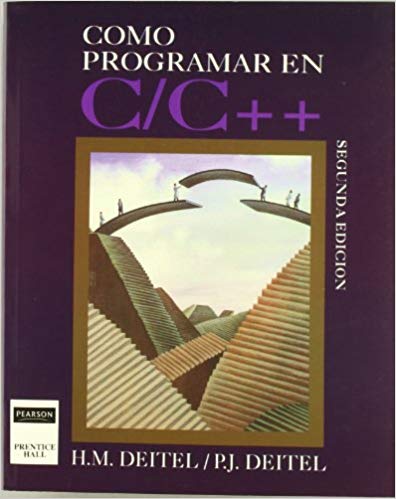 COMO
PROGRAMAR EN
C/C++
SEGUNDA EDICION
PEARSON
PRENTICE
HALL
H.M. DEITEL / P.J. DEITEL